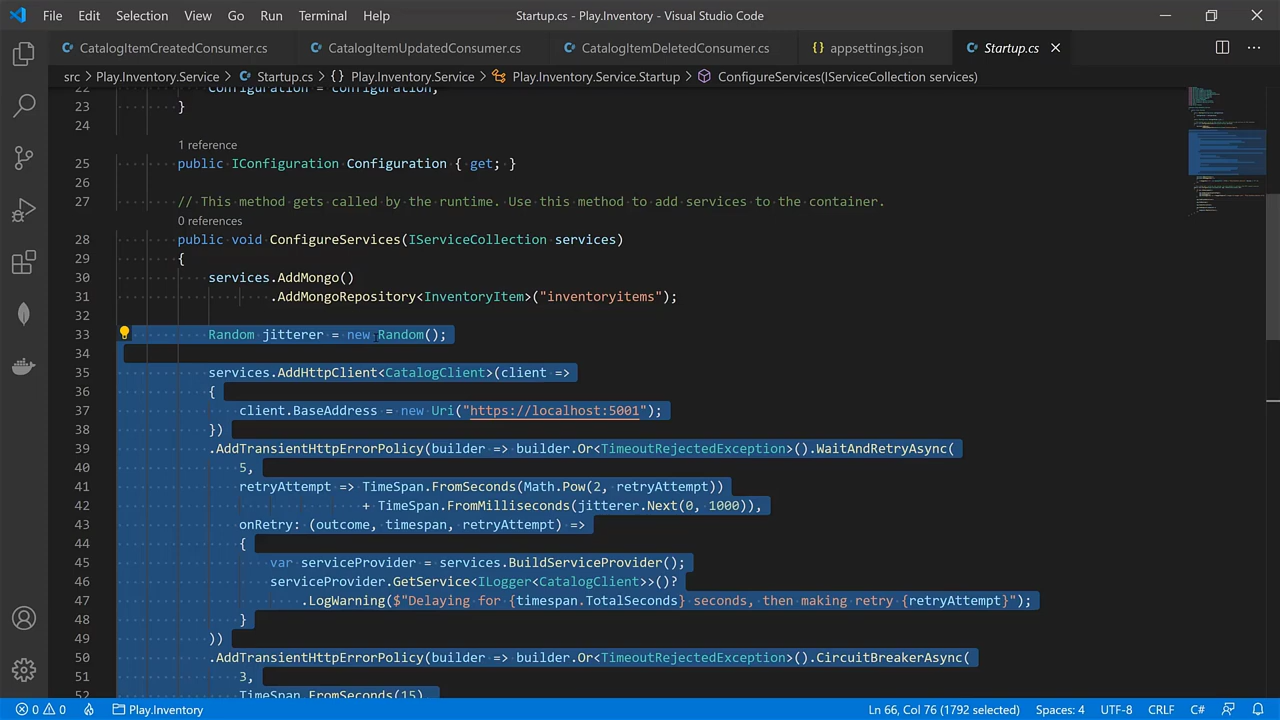 File Edit Selection View Go Run Terminal Help Startup.cs - Play.Inventory - Visual Studio Code
CatalogItemCreatedConsumer.cs CatalogItemUpdatedConsumer.cs CatalogItemDeletedConsumer.cs {} appsettings.json Startup.cs
src > Play.Inventory.Service > Startup.cs > {} Play.Inventory.Service > Play.Inventory.Service.Startup > ConfigureServices(IServiceCollection services)
22 Configuration = configuration;
23 }
24
1 reference
25 public IConfiguration Configuration { get; }
26
27 // This method gets called by the runtime. Use this method to add services to the container.
0 references
28 public void ConfigureServices(IServiceCollection services)
29 {
30 services.AddMongo()
31 .AddMongoRepository<InventoryItem>("inventoryitems");
32
33 Random jitterer = new Random();
34
35 services.AddHttpClient<CatalogClient>(client =>
36 {
37 client.BaseAddress = new Uri("https://localhost:5001");
38 })
39 .AddTransientHttpErrorPolicy(builder => builder.Or<TimeoutRejectedException>().WaitAndRetryAsync(
40 5,
41 retryAttempt => TimeSpan.FromSeconds(Math.Pow(2, retryAttempt))
42 + TimeSpan.FromMilliseconds(jitterer.Next(0, 1000)),
43 onRetry: (outcome, timespan, retryAttempt) =>
44 {
45 var serviceProvider = services.BuildServiceProvider();
46 serviceProvider.GetService<ILogger<CatalogClient>>()?
47 .LogWarning($"Delaying for {timespan.TotalSeconds} seconds, then making retry {retryAttempt}");
48 }
49 ))
50 .AddTransientHttpErrorPolicy(builder => builder.Or<TimeoutRejectedException>().CircuitBreakerAsync(
51 3,
52 TimeSpan.FromSeconds(15),
0 0 Play.Inventory Ln 66, Col 76 (1792 selected) Spaces: 4 UTF-8 CRLF C#